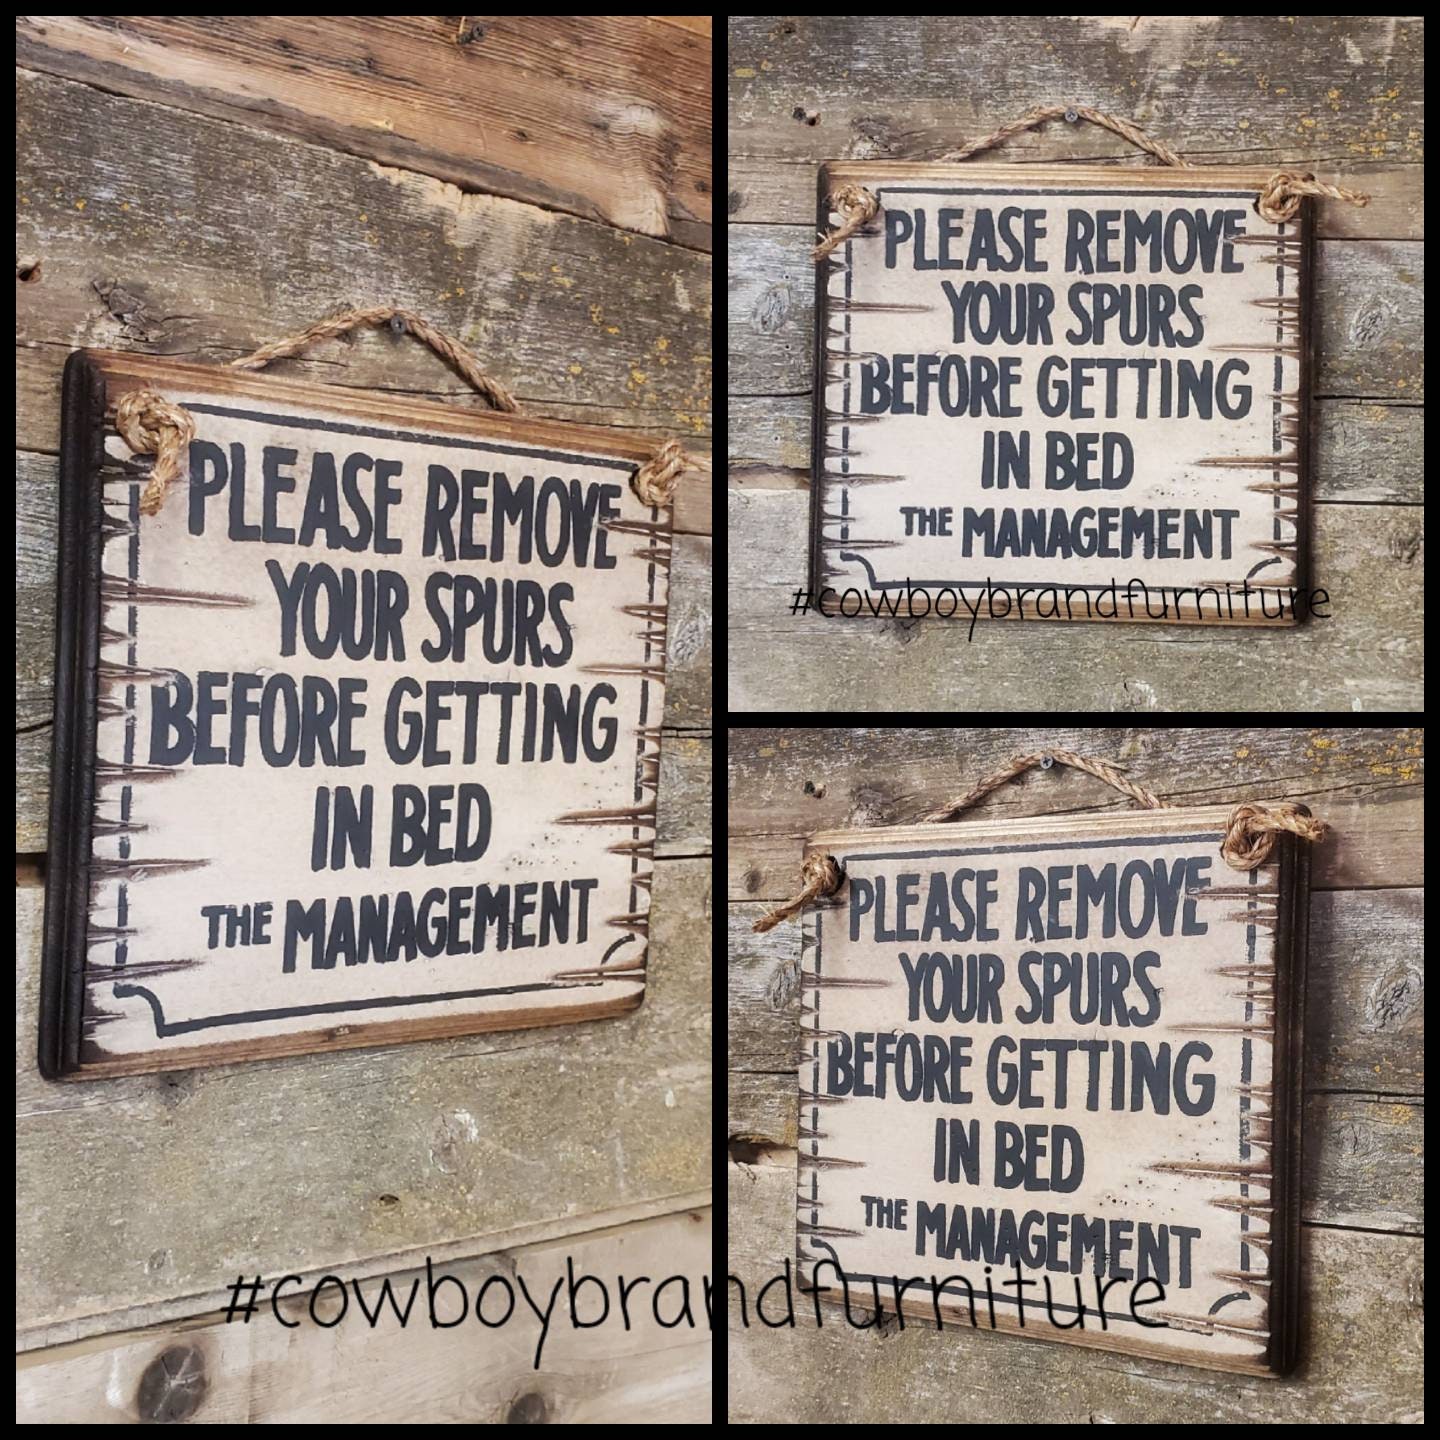 PLEASE REMOVE
YOUR SPURS
BEFORE GETTING
IN BED
THE MANAGEMENT
PLEASE REMOVE
YOUR SPURS
BEFORE GETTING
IN BED
THE MANAGEMENT
#cowboybrandfurniture
PLEASE REMOVE
YOUR SPURS
BEFORE GETTING
IN BED
THE MANAGEMENT
#cowboybrandfurniture